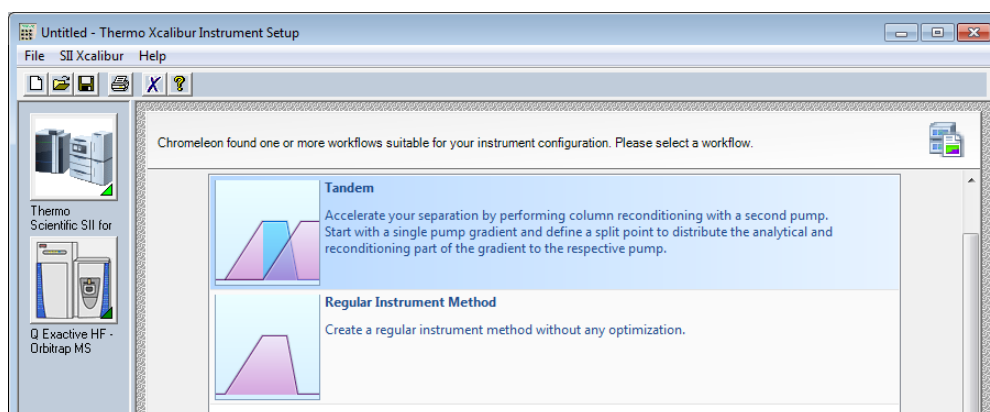 Untitled - Thermo Xcalibur Instrument Setup
File SII Xcalibur Help
Chromeleon found one or more workflows suitable for your instrument configuration. Please select a workflow.
Thermo
Scientific SII for
Q Exactive HF -
Orbitrap MS
Tandem
Accelerate your separation by performing column reconditioning with a second pump.
Start with a single pump gradient and define a split point to distribute the analytical and
reconditioning part of the gradient to the respective pump.
Regular Instrument Method
Create a regular instrument method without any optimization.